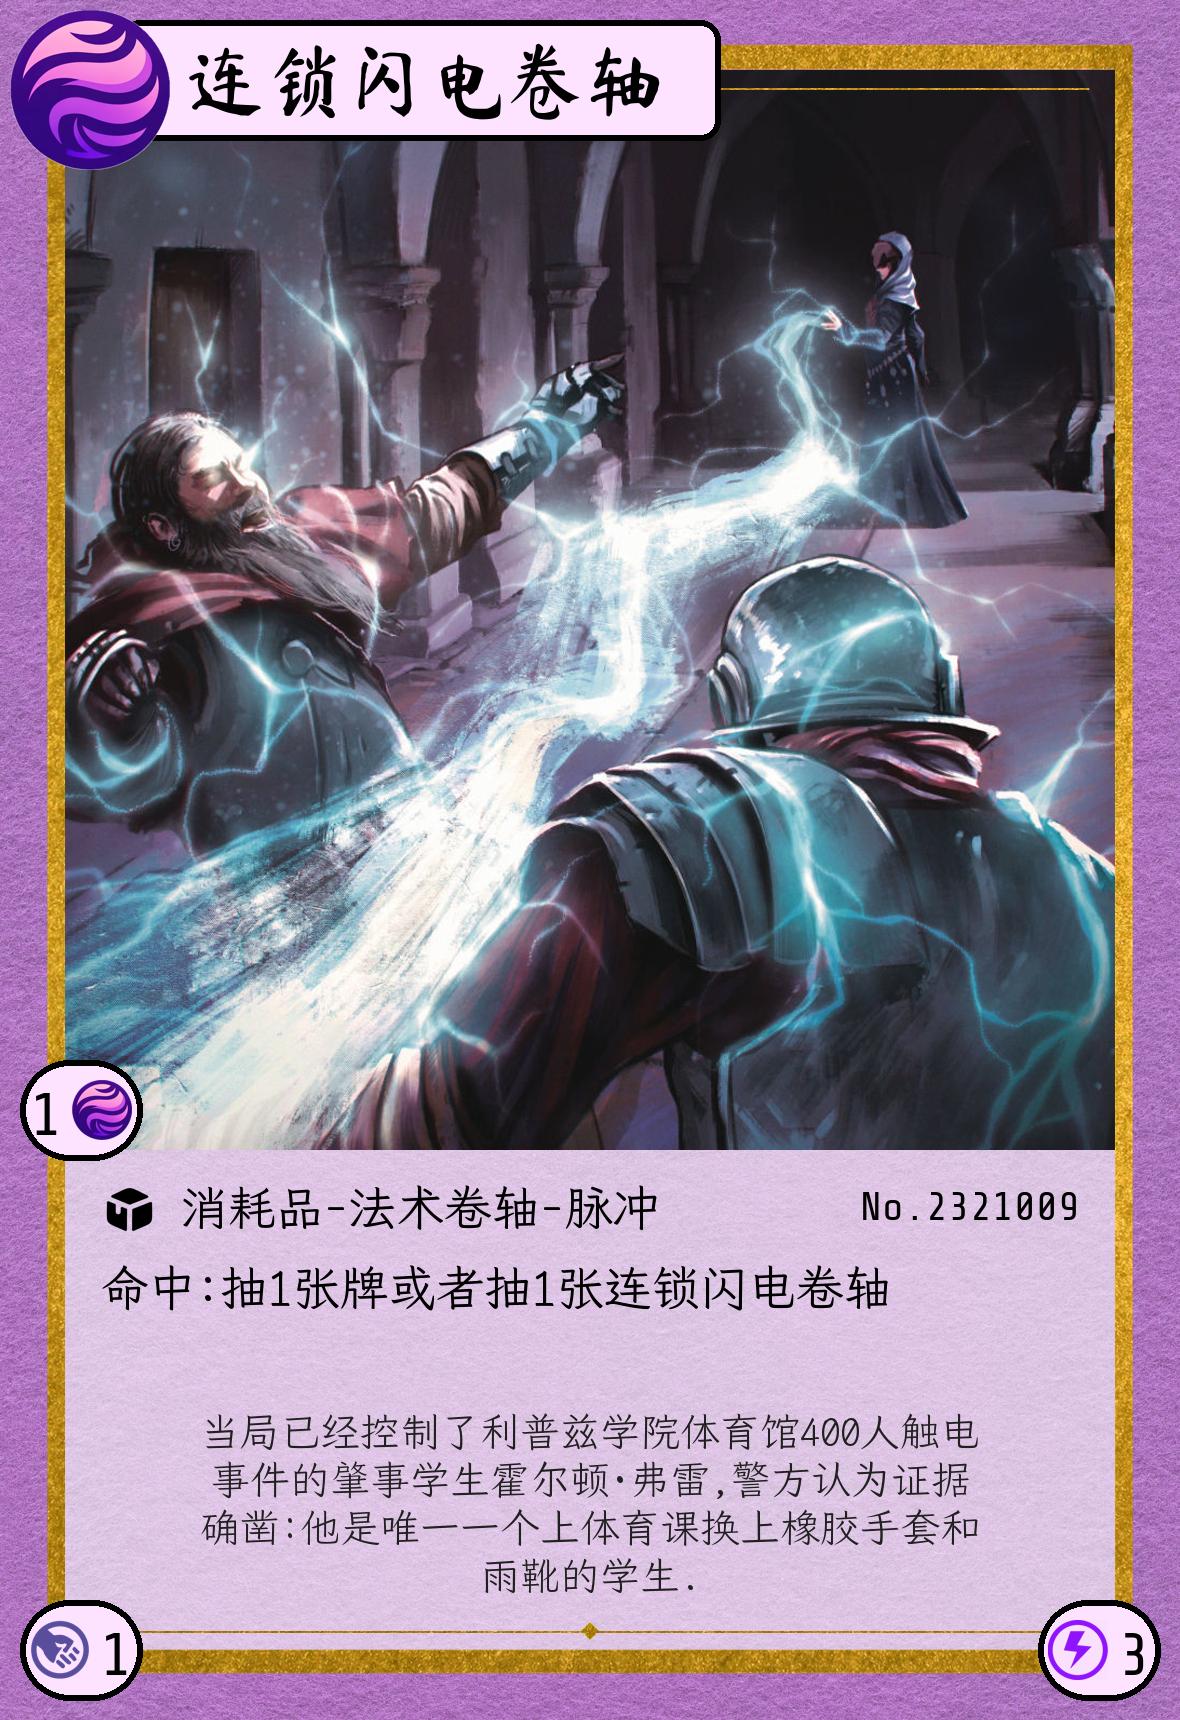 连锁闪电卷轴
1
消耗品-法术卷轴-脉冲
No.2321009
命中:抽1张牌或者抽1张连锁闪电卷轴
当局已经控制了利普兹学院体育馆400人触电
事件的肇事学生霍尔顿·弗雷,警方认为证据
确凿:他是唯一一个上体育课换上橡胶手套和
雨靴的学生.
1
3